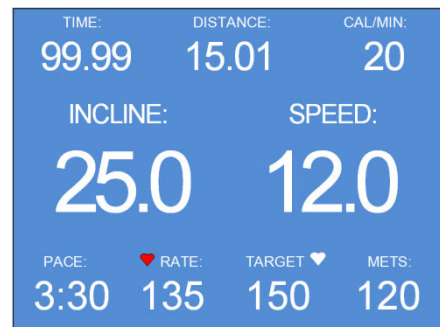 TIME: DISTANCE: CAL/MIN:
99.99 15.01 20
INCLINE: SPEED:
25.0 12.0
PACE: RATE: TARGET METS:
3:30 135 150 120